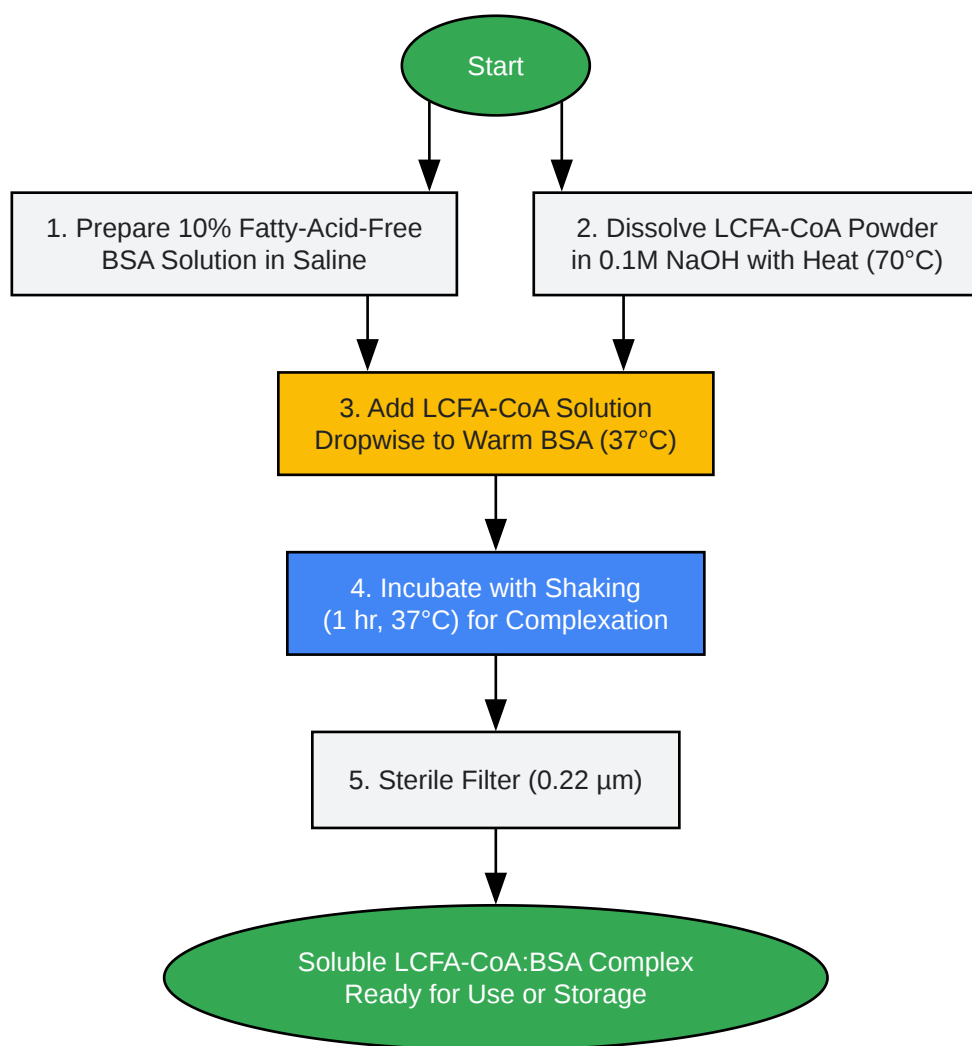 Start
1. Prepare 10% Fatty-Acid-Free
BSA Solution in Saline
2. Dissolve LCFA-CoA Powder
in 0.1M NaOH with Heat (70°C)
3. Add LCFA-CoA Solution
Dropwise to Warm BSA (37°C)
4. Incubate with Shaking
(1 hr, 37°C) for Complexation
5. Sterile Filter (0.22 µm)
Soluble LCFA-CoA:BSA Complex
Ready for Use or Storage